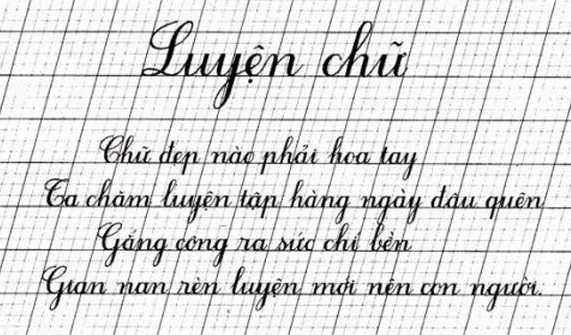 Luyện chữ
Chữ đẹp nào phải hoa tay
Ta chăm luyện tập hàng ngày đâu quên
Gắng công ra sức chí bền
Gian nan rèn luyện mới nên con người.